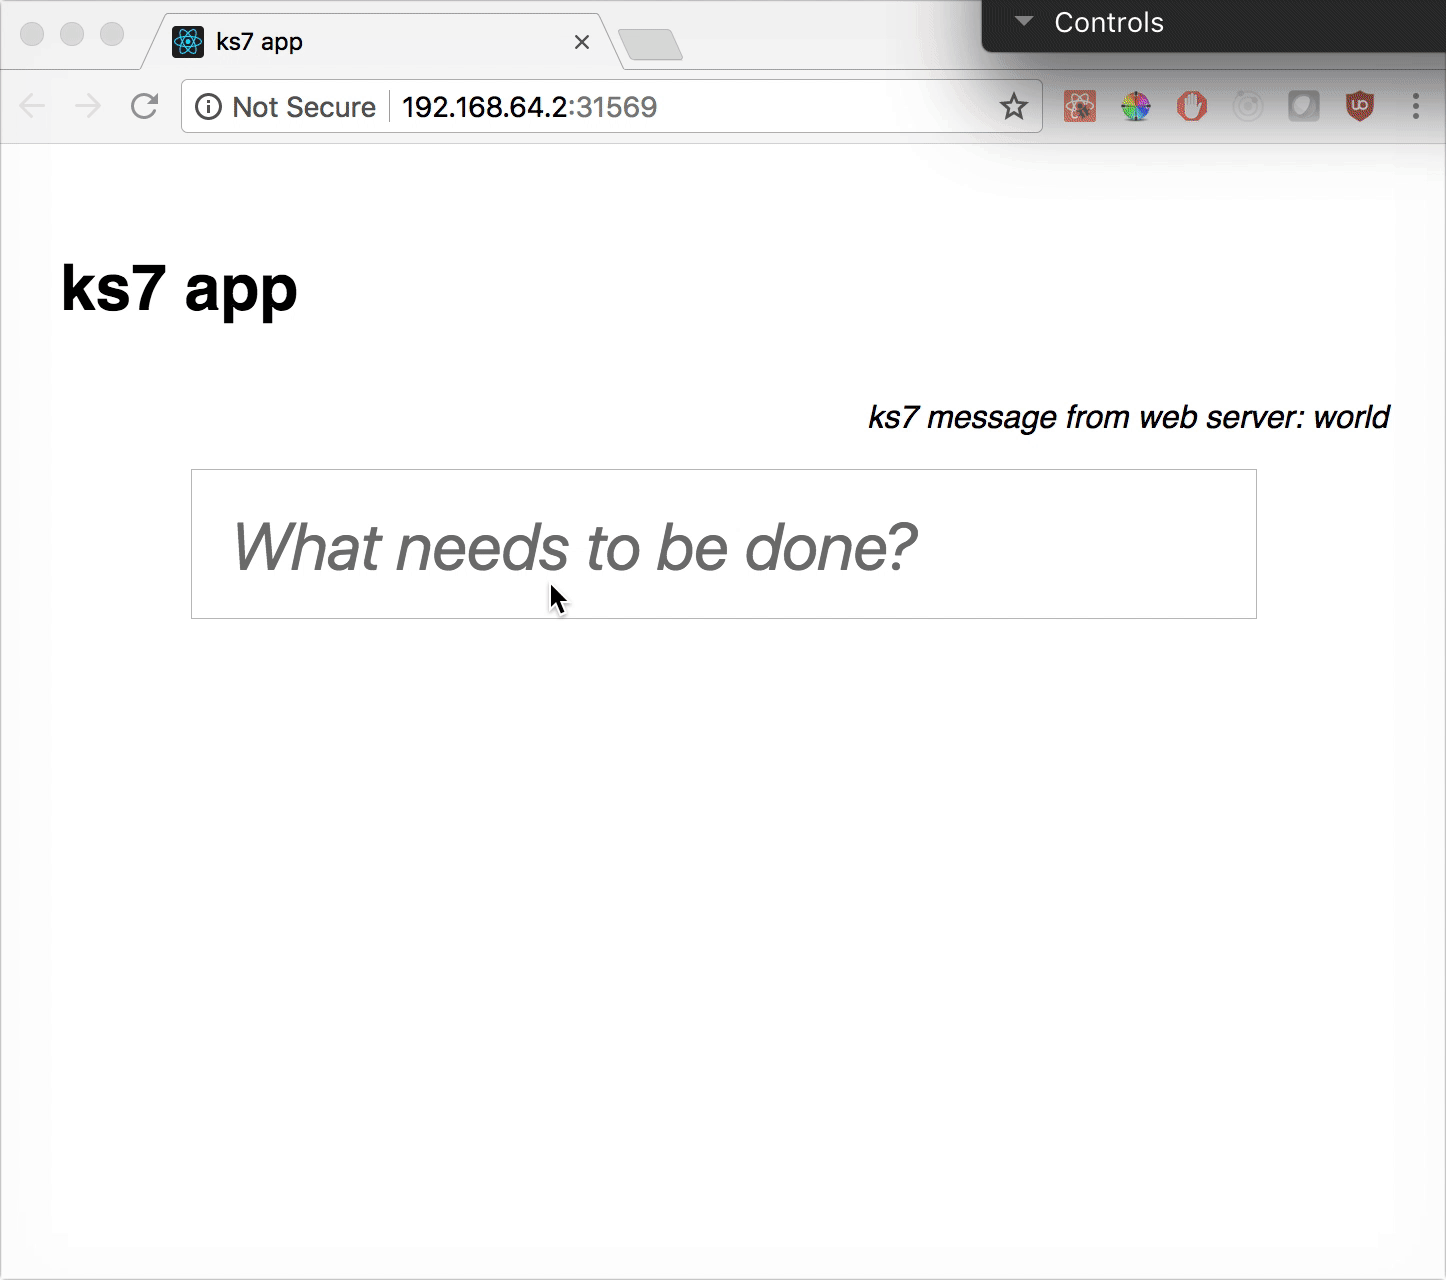 Controls
ks7 app
Not Secure 192.168.64.2:31569
ks7 app
ks7 message from web server: world
What needs to be done?